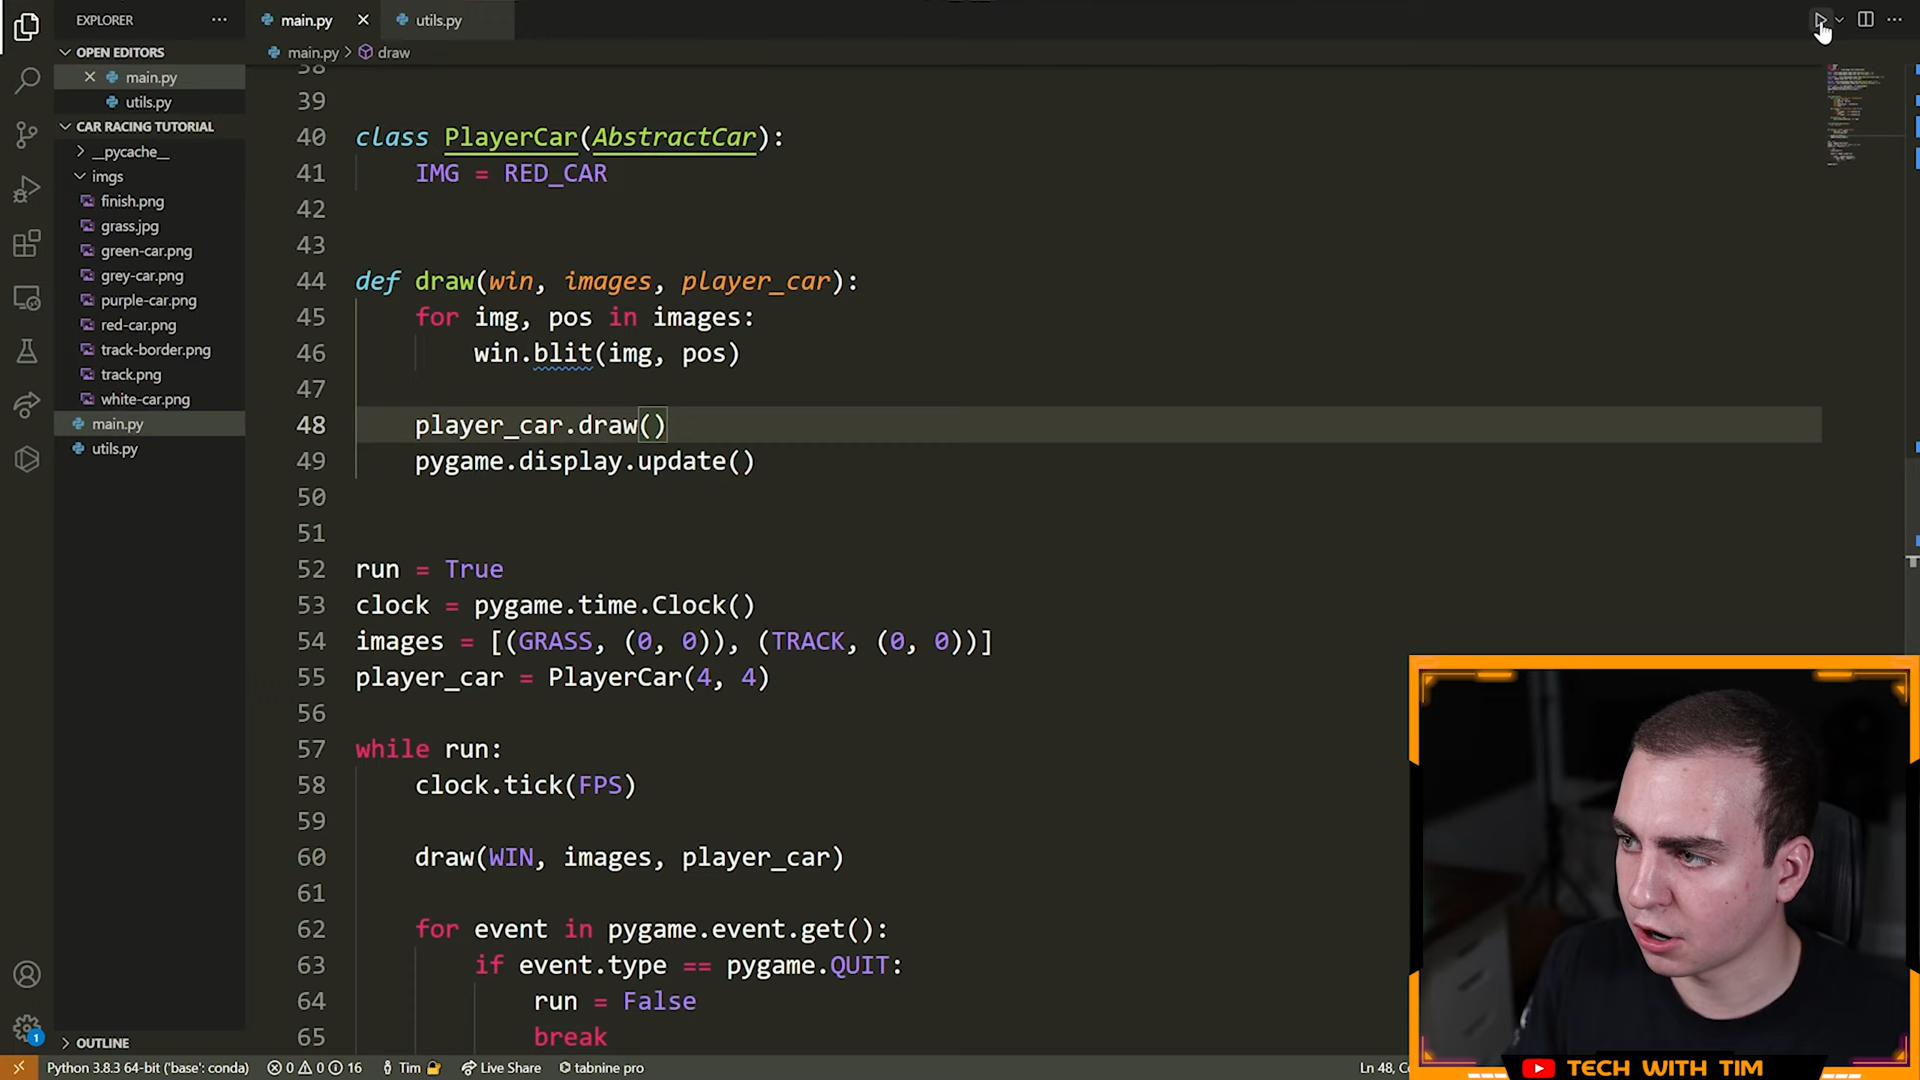 EXPLORER
main.py
utils.py
main.py > draw
OPEN EDITORS
main.py
utils.py
CAR RACING TUTORIAL
__pycache__
imgs
finish.png
grass.jpg
green-car.png
grey-car.png
purple-car.png
red-car.png
track-border.png
track.png
white-car.png
main.py
utils.py
OUTLINE
38
39
40 class PlayerCar(AbstractCar):
41 IMG = RED_CAR
42
43
44 def draw(win, images, player_car):
45 for img, pos in images:
46 win.blit(img, pos)
47
48 player_car.draw()
49 pygame.display.update()
50
51
52 run = True
53 clock = pygame.time.Clock()
54 images = [(GRASS, (0, 0)), (TRACK, (0, 0))]
55 player_car = PlayerCar(4, 4)
56
57 while run:
58 clock.tick(FPS)
59
60 draw(WIN, images, player_car)
61
62 for event in pygame.event.get():
63 if event.type == pygame.QUIT:
64 run = False
65 break
1
Python 3.8.3 64-bit ('base': conda)
0 0 16
Tim
Live Share
tabnine pro
Ln 48,
TECH WITH TIM